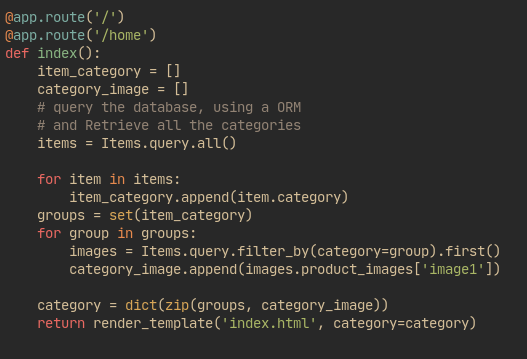 @app.route('/')
@app.route('/home')
def index():
    item_category = []
    category_image = []
    # query the database, using a ORM
    # and Retrieve all the categories
    items = Items.query.all()

    for item in items:
        item_category.append(item.category)
    groups = set(item_category)
    for group in groups:
        images = Items.query.filter_by(category=group).first()
        category_image.append(images.product_images['image1'])

    category = dict(zip(groups, category_image))
    return render_template('index.html', category=category)